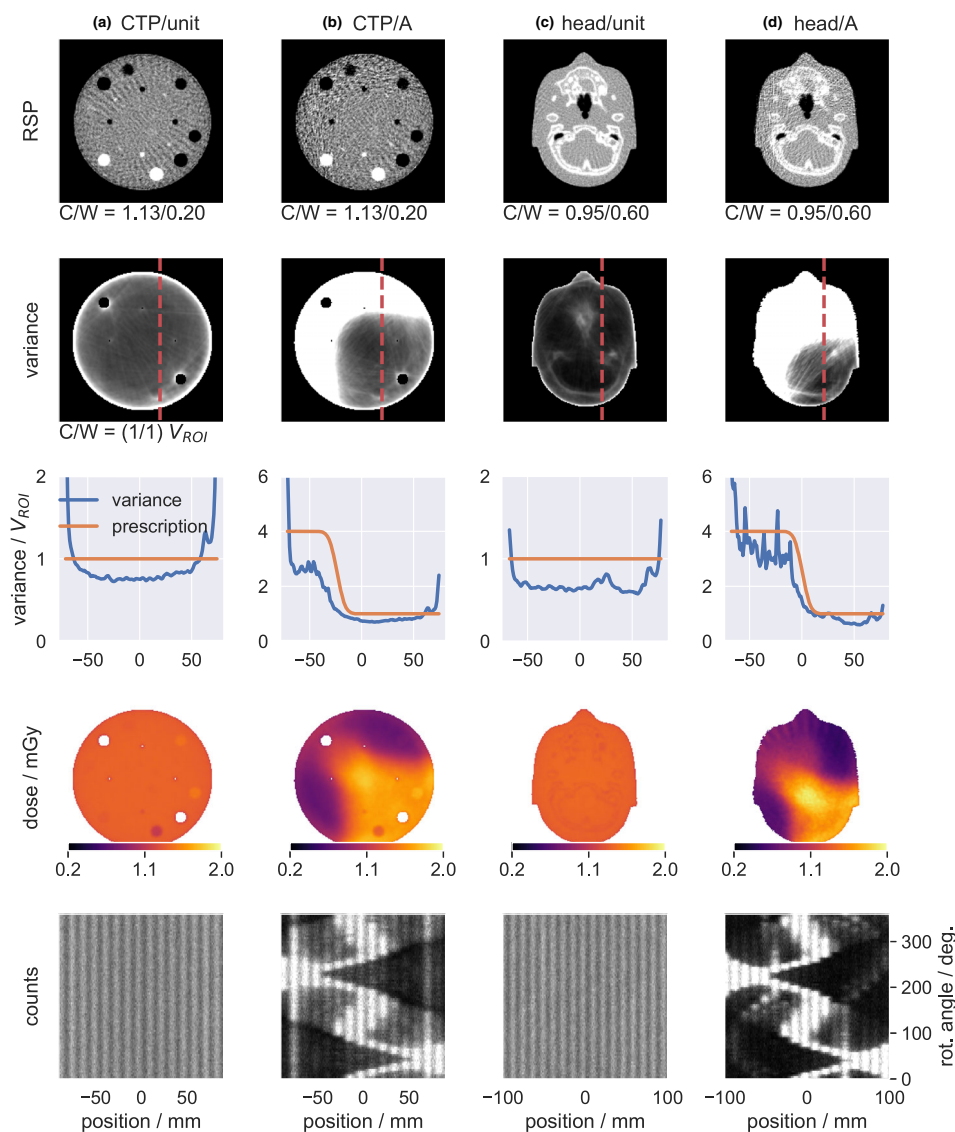 (a) CTP/unit (b) CTP/A (c) head/unit (d) head/A
RSP
C/W = 1.13/0.20 C/W = 1.13/0.20 C/W = 0.95/0.60 C/W = 0.95/0.60
variance
C/W = (1/1) V_ROI
variance / V_ROI
2 6 2 6
variance
prescription
4 4
1 1
2 2
0 0 0 0
−50 0 50 −50 0 50 −50 0 50 −50 0 50
dose / mGy
0.2 1.1 2.0 0.2 1.1 2.0 0.2 1.1 2.0 0.2 1.1 2.0
counts
300
200
100
0
rot. angle / deg.
−50 0 50 −50 0 50 −100 0 100 −100 0 100
position / mm position / mm position / mm position / mm